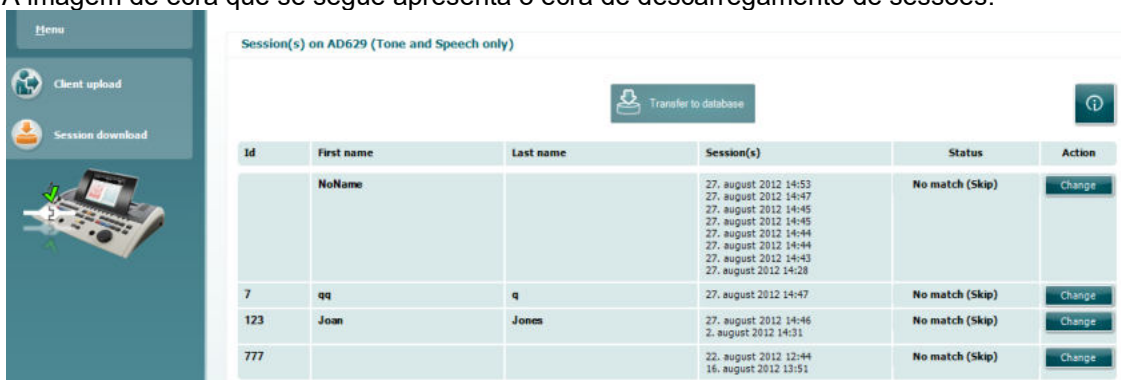 A imagem de ecrã que se segue apresenta o ecrã de descarregamento de sessões:
Menu
Client upload
Session download
Session(s) on AD629 (Tone and Speech only)
Transfer to database
Id First name Last name Session(s) Status Action
NoName 27. august 2012 14:53 No match (Skip) Change
27. august 2012 14:47
27. august 2012 14:45
27. august 2012 14:45
27. august 2012 14:44
27. august 2012 14:44
27. august 2012 14:43
27. august 2012 14:28
7 qq q 27. august 2012 14:47 No match (Skip) Change
123 Joan Jones 27. august 2012 14:46 No match (Skip) Change
2. august 2012 14:31
777 22. august 2012 12:44 No match (Skip) Change
16. august 2012 13:51